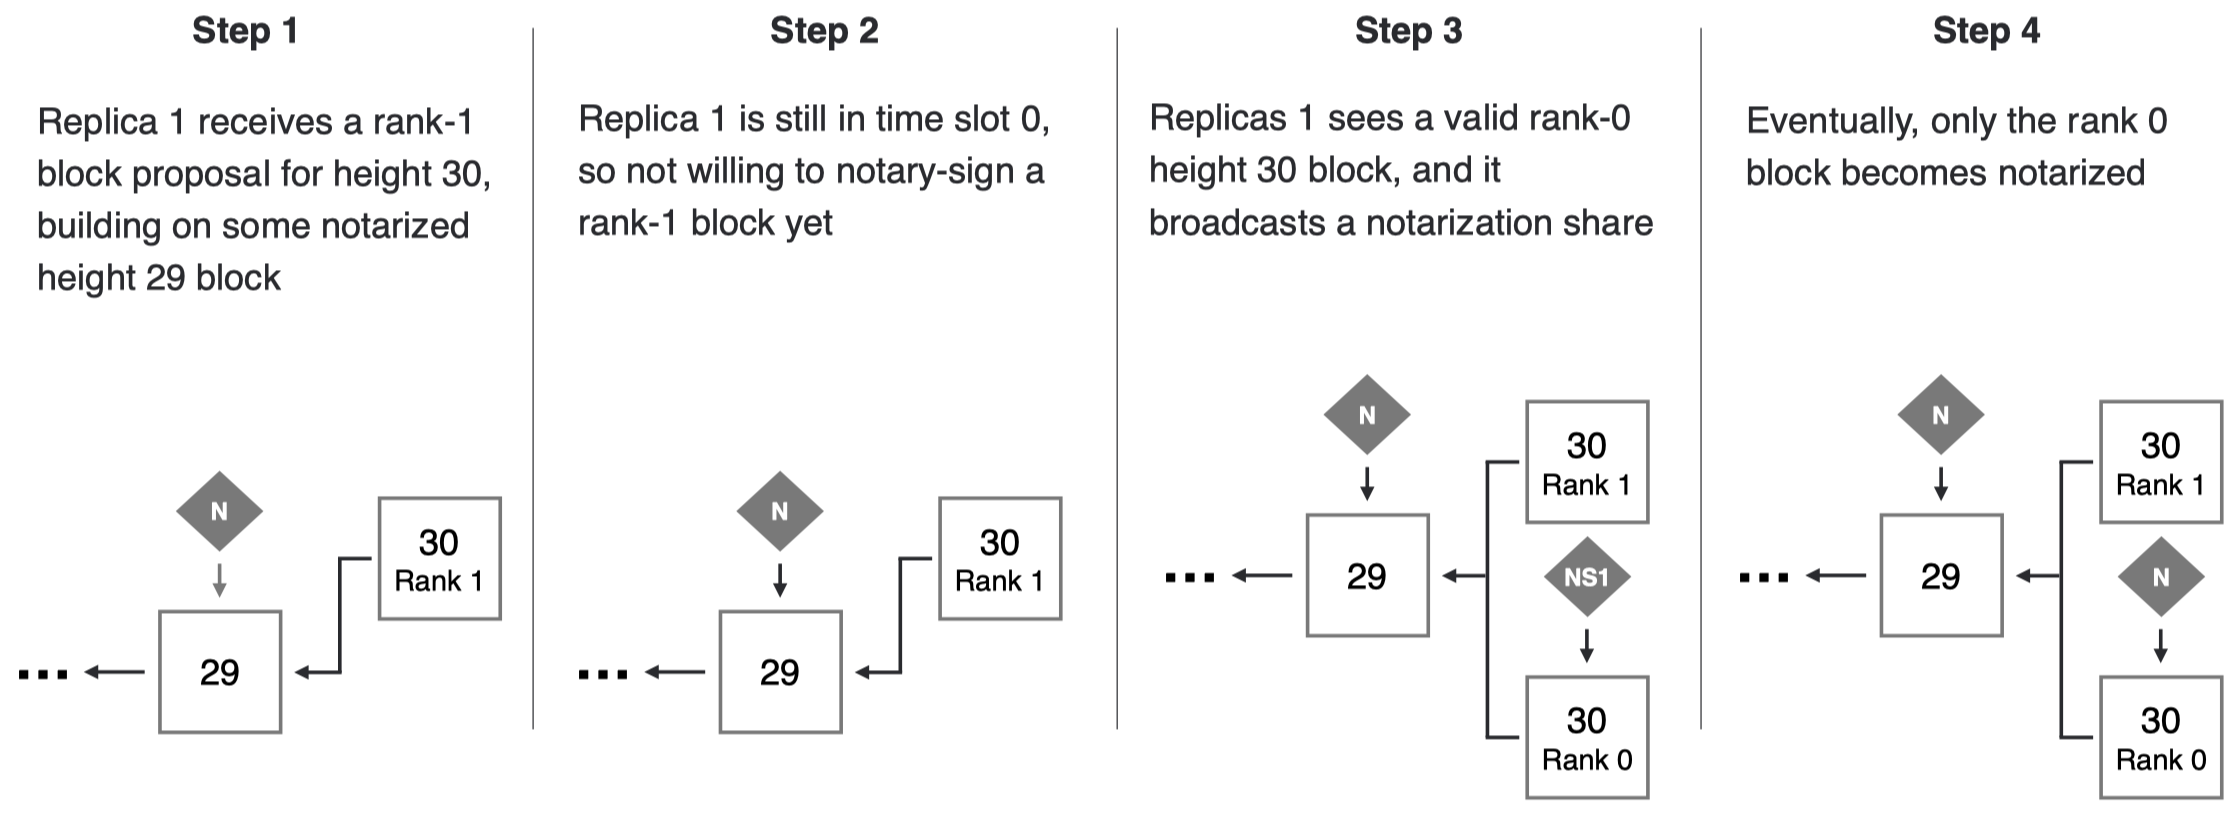 Step 1
Replica 1 receives a rank-1
block proposal for height 30,
building on some notarized
height 29 block
N
30
Rank 1
29
Step 2
Replica 1 is still in time slot 0,
so not willing to notary-sign a
rank-1 block yet
N
30
Rank 1
29
Step 3
Replicas 1 sees a valid rank-0
height 30 block, and it
broadcasts a notarization share
N
30
Rank 1
29
NS1
30
Rank 0
Step 4
Eventually, only the rank 0
block becomes notarized
N
30
Rank 1
29
N
30
Rank 0